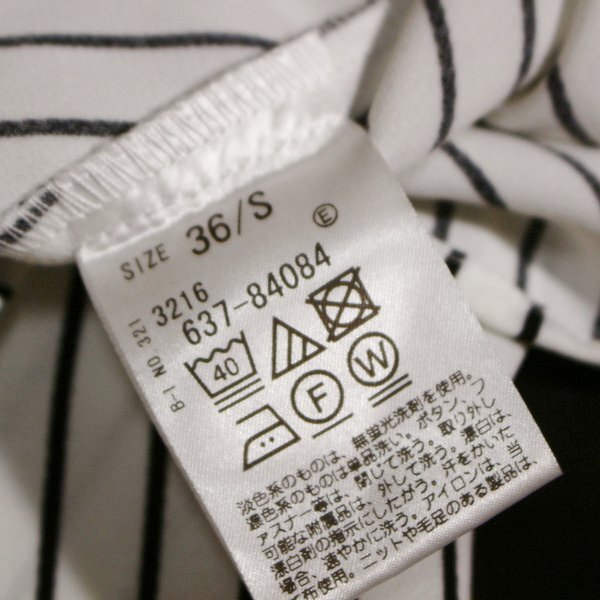 SIZE 36/S
E
B-1 NO 321
3216
637-84084
40
F
W
淡色系のものは、無蛍光洗剤を使用。
濃色系のものは単品洗い。ボタン、フ
ァスナー等は、閉じて洗う。取り外し
可能な附属品は、外して洗う。漂白は、
漂白剤の指示にしたがう。汗をかいた
場合、速やかに洗う。アイロンは、当
て布使用。ニットや毛足のある製品は、